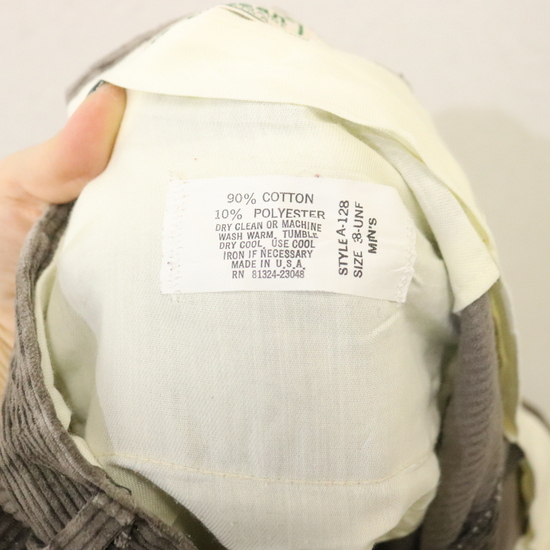 90% COTTON
10% POLYESTER
DRY CLEAN OR MACHINE
WASH WARM, TUMBLE
DRY COOL, USE COOL
IRON IF NECESSARY
MADE IN U.S.A.
RN 81324-23048
STYLE A-128
SIZE 38-UNF
MEN'S